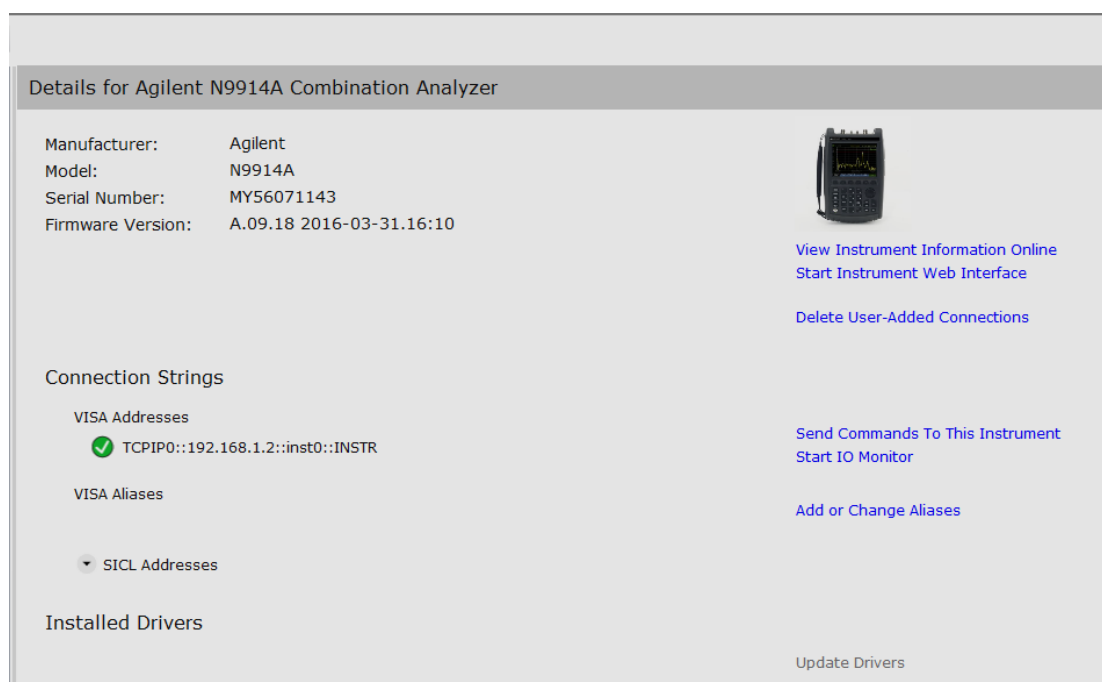 Details for Agilent N9914A Combination Analyzer
Manufacturer: Agilent
Model: N9914A
Serial Number: MY56071143
Firmware Version: A.09.18 2016-03-31.16:10
View Instrument Information Online
Start Instrument Web Interface
Delete User-Added Connections
Connection Strings
VISA Addresses
TCPIP0::192.168.1.2::inst0::INSTR
Send Commands To This Instrument
Start IO Monitor
VISA Aliases
Add or Change Aliases
SICL Addresses
Installed Drivers
Update Drivers